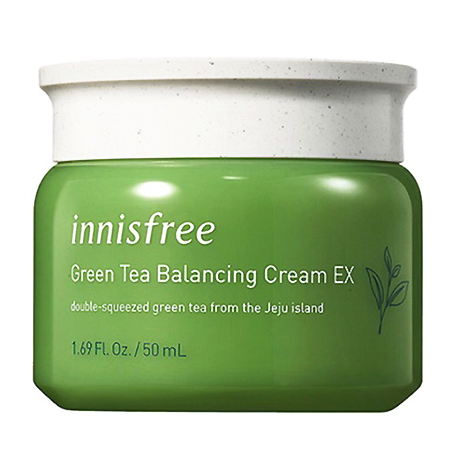 innisfree
Green Tea Balancing Cream EX
double-squeezed green tea from the Jeju island
1.69 Fl. Oz. / 50 mL